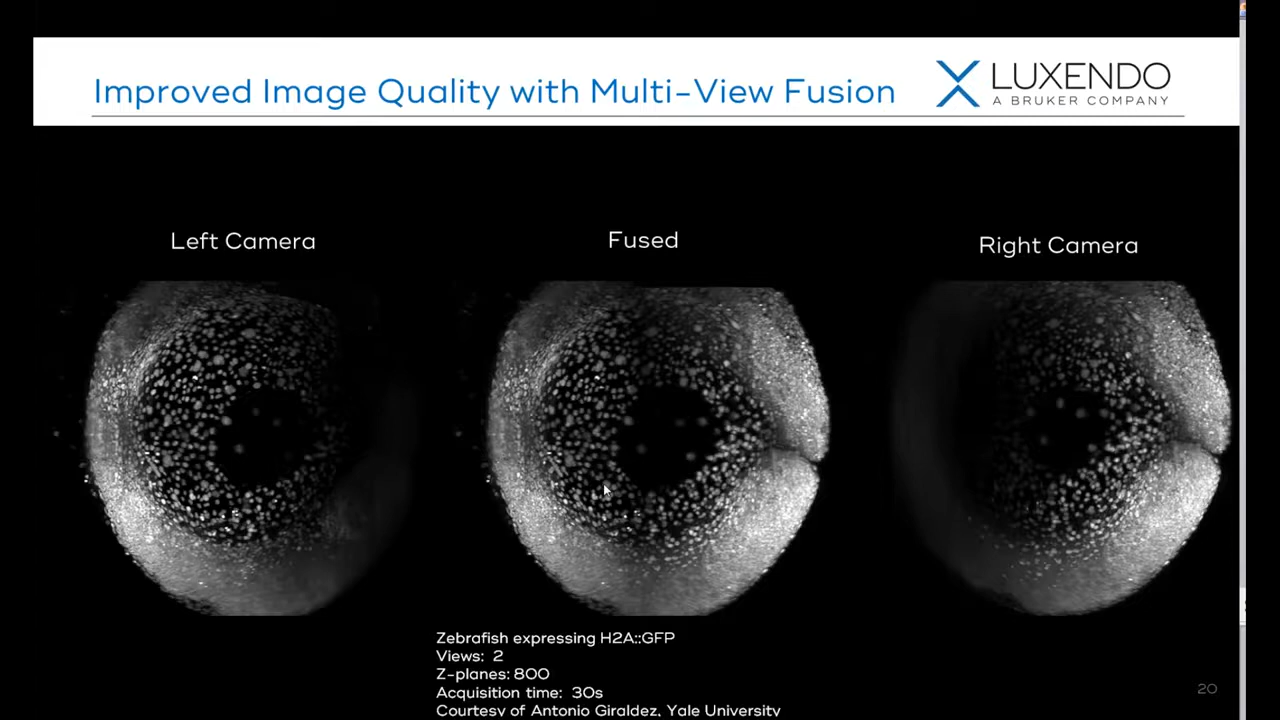 Improved Image Quality with Multi-View Fusion
LUXENDO
A BRUKER COMPANY
Left Camera
Fused
Right Camera
Zebrafish expressing H2A::GFP
Views: 2
Z-planes: 800
Acquisition time: 30s
Courtesy of Antonio Giraldez, Yale University
20